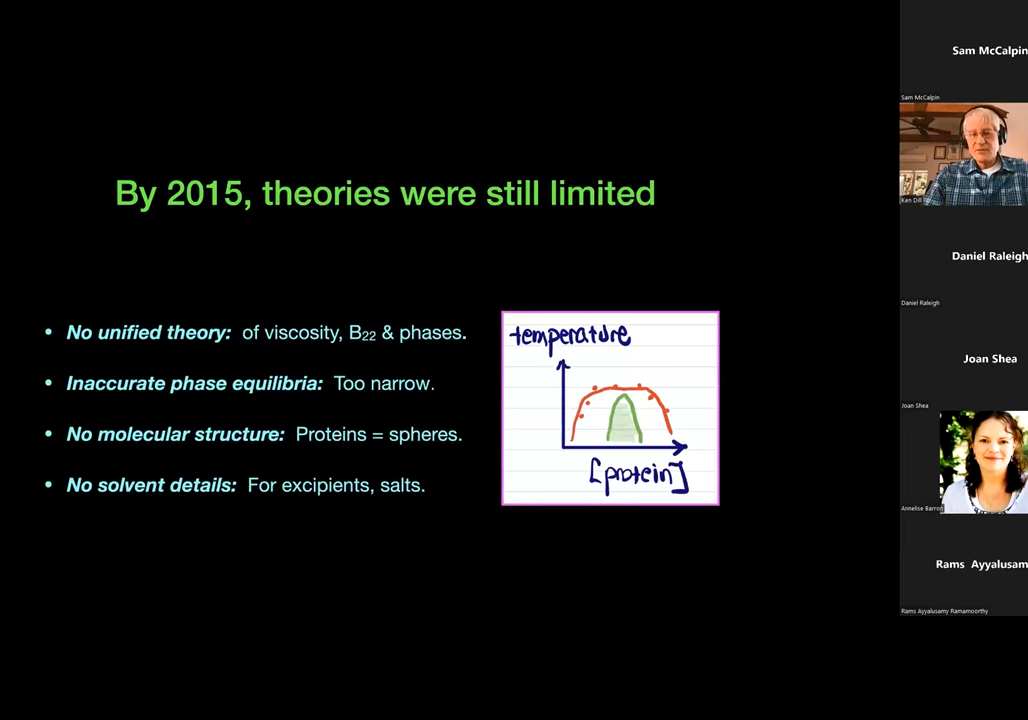 By 2015, theories were still limited
• No unified theory: of viscosity, B22 & phases.
• Inaccurate phase equilibria: Too narrow.
• No molecular structure: Proteins = spheres.
• No solvent details: For excipients, salts.
temperature
[protein]
Sam McCalpin
Sam McCalpin
Ken Dill
Daniel Raleigh
Daniel Raleigh
Joan Shea
Joan Shea
Annelise Barron
Rams Ayyalusam
Rams Ayyalusamy Ramamoorthy